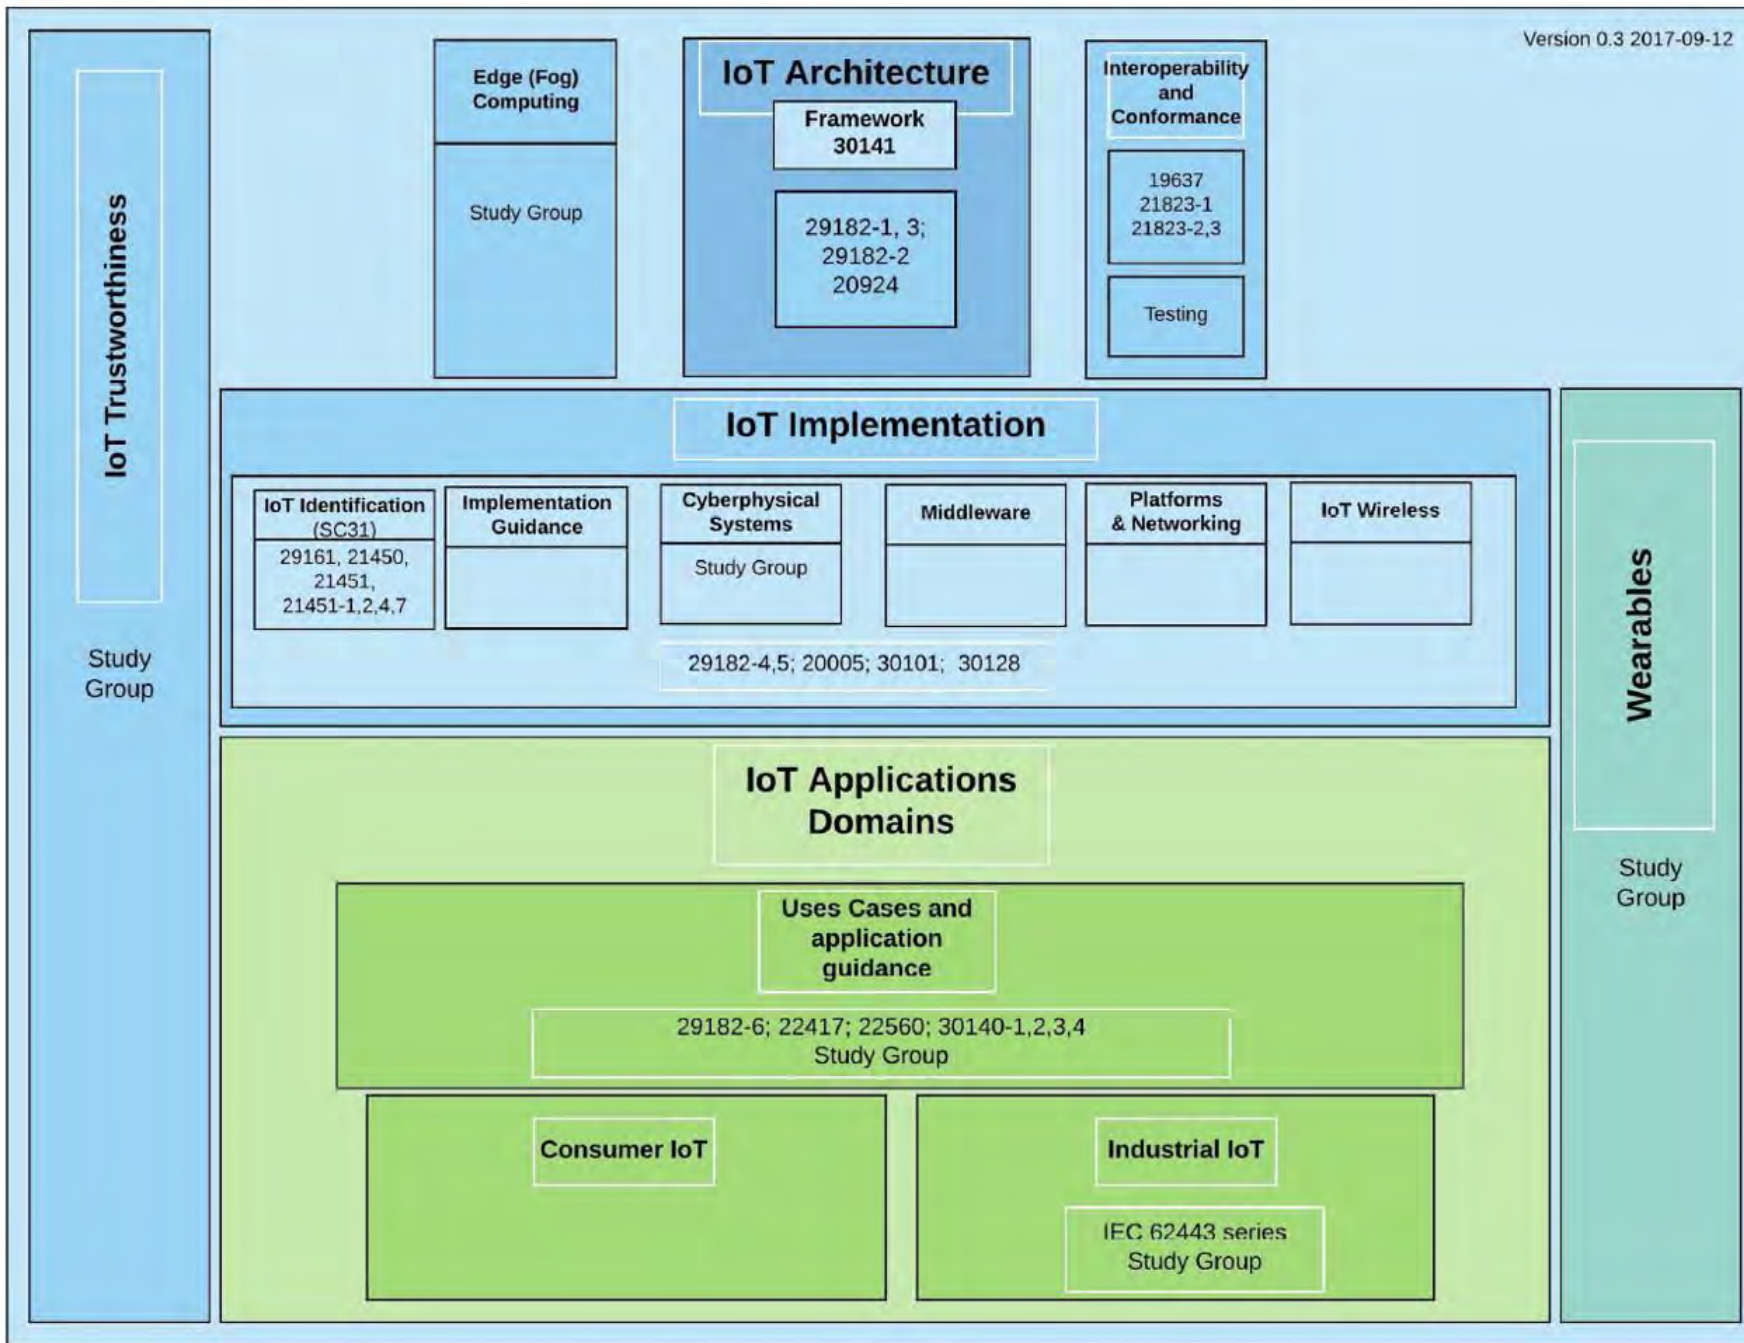 Version 0.3 2017-09-12
IoT Trustworthiness
Study
Group
Edge (Fog)
Computing
Study Group
IoT Architecture
Framework
30141
29182-1, 3;
29182-2
20924
Interoperability
and
Conformance
19637
21823-1
21823-2,3
Testing
IoT Implementation
IoT Identification
(SC31)
29161, 21450,
21451,
21451-1,2,4,7
Implementation
Guidance
Cyberphysical
Systems
Study Group
Middleware
Platforms
& Networking
IoT Wireless
29182-4,5; 20005; 30101; 30128
Wearables
Study
Group
IoT Applications
Domains
Uses Cases and
application
guidance
29182-6; 22417; 22560; 30140-1,2,3,4
Study Group
Consumer IoT
Industrial IoT
IEC 62443 series
Study Group